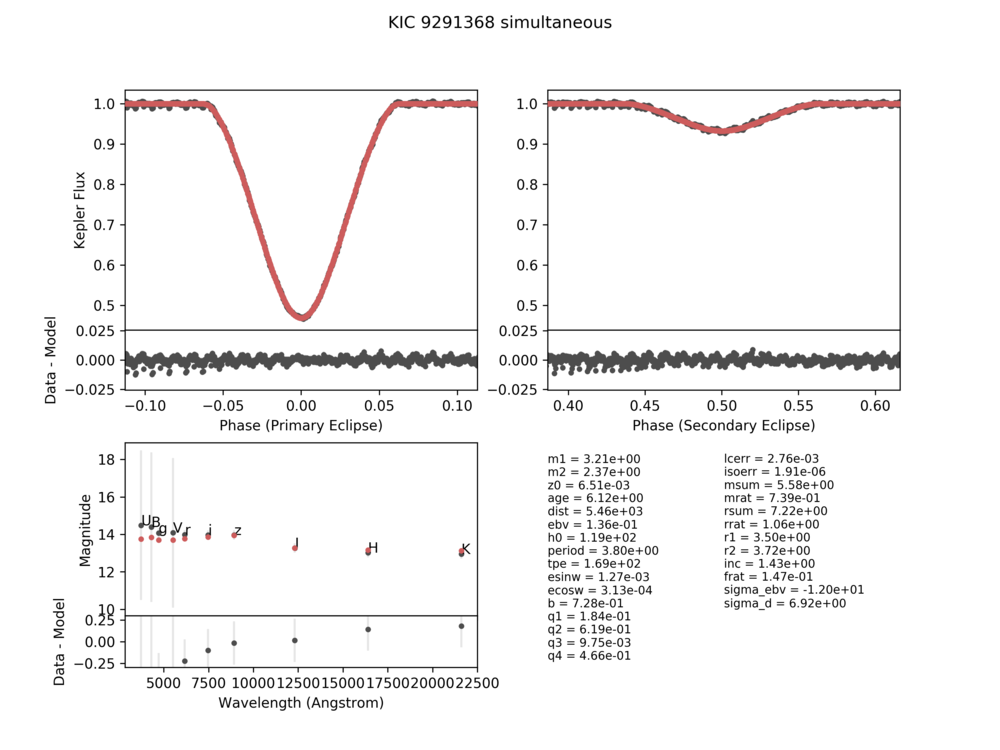 KIC 9291368 simultaneous
1.0
0.9
0.8
0.7
0.6
0.5
Kepler Flux
0.025
0.000
−0.025
Data - Model
−0.10
−0.05
0.00
0.05
0.10
Phase (Primary Eclipse)
1.0
0.9
0.8
0.7
0.6
0.5
0.025
0.000
−0.025
0.40
0.45
0.50
0.55
0.60
Phase (Secondary Eclipse)
18
16
14
12
10
Magnitude
U
B
g
V
r
i
z
J
H
K
0.25
0.00
−0.25
Data - Model
5000
7500
10000
12500
15000
17500
20000
22500
Wavelength (Angstrom)
m1 = 3.21e+00
m2 = 2.37e+00
z0 = 6.51e-03
age = 6.12e+00
dist = 5.46e+03
ebv = 1.36e-01
h0 = 1.19e+02
period = 3.80e+00
tpe = 1.69e+02
esinw = 1.27e-03
ecosw = 3.13e-04
b = 7.28e-01
q1 = 1.84e-01
q2 = 6.19e-01
q3 = 9.75e-03
q4 = 4.66e-01
lcerr = 2.76e-03
isoerr = 1.91e-06
msum = 5.58e+00
mrat = 7.39e-01
rsum = 7.22e+00
rrat = 1.06e+00
r1 = 3.50e+00
r2 = 3.72e+00
inc = 1.43e+00
frat = 1.47e-01
sigma_ebv = -1.20e+01
sigma_d = 6.92e+00